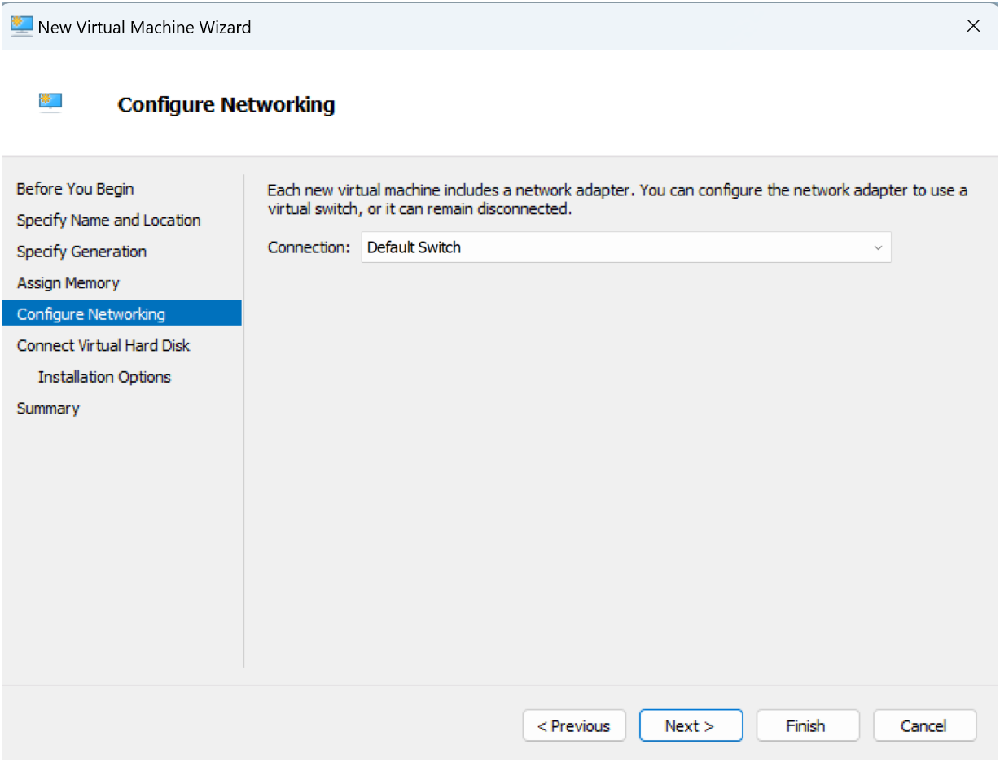 New Virtual Machine Wizard
Configure Networking
Before You Begin
Specify Name and Location
Specify Generation
Assign Memory
Configure Networking
Connect Virtual Hard Disk
Installation Options
Summary
Each new virtual machine includes a network adapter. You can configure the network adapter to use a
virtual switch, or it can remain disconnected.
Connection: Default Switch
< Previous
Next >
Finish
Cancel